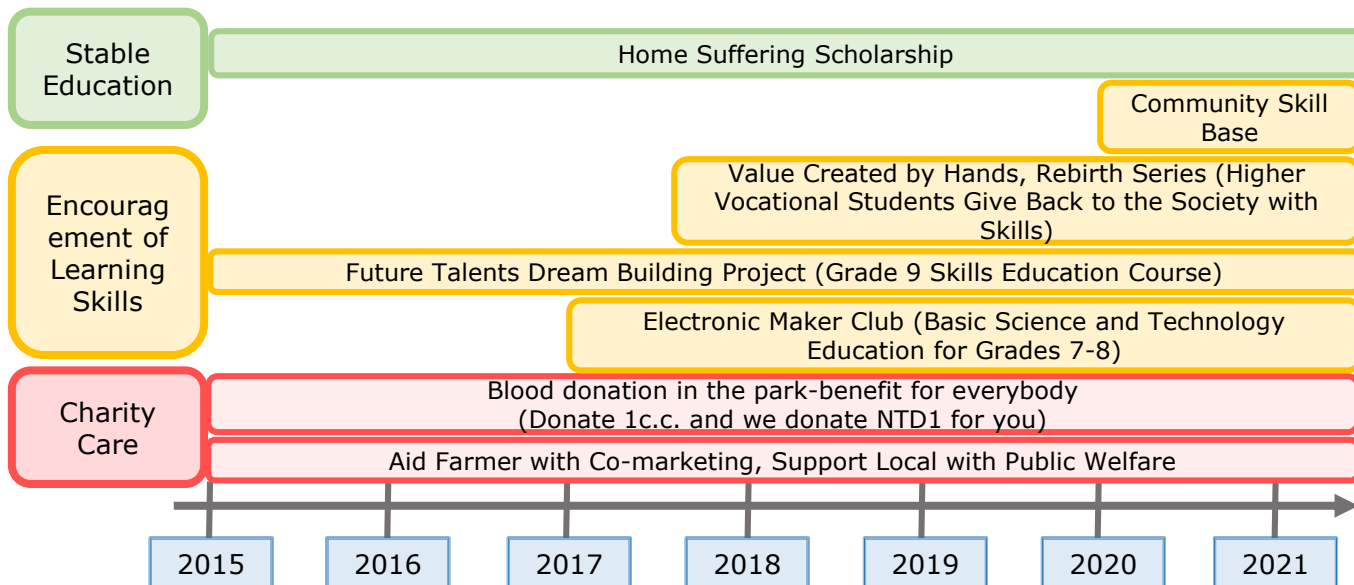 Stable
Education
Home Suffering Scholarship
Community Skill
Base
Encourag
ement of
Learning
Skills
Value Created by Hands, Rebirth Series (Higher
Vocational Students Give Back to the Society with
Skills)
Future Talents Dream Building Project (Grade 9 Skills Education Course)
Electronic Maker Club (Basic Science and Technology
Education for Grades 7-8)
Charity
Care
Blood donation in the park-benefit for everybody
(Donate 1c.c. and we donate NTD1 for you)
Aid Farmer with Co-marketing, Support Local with Public Welfare
2015 2016 2017 2018 2019 2020 2021